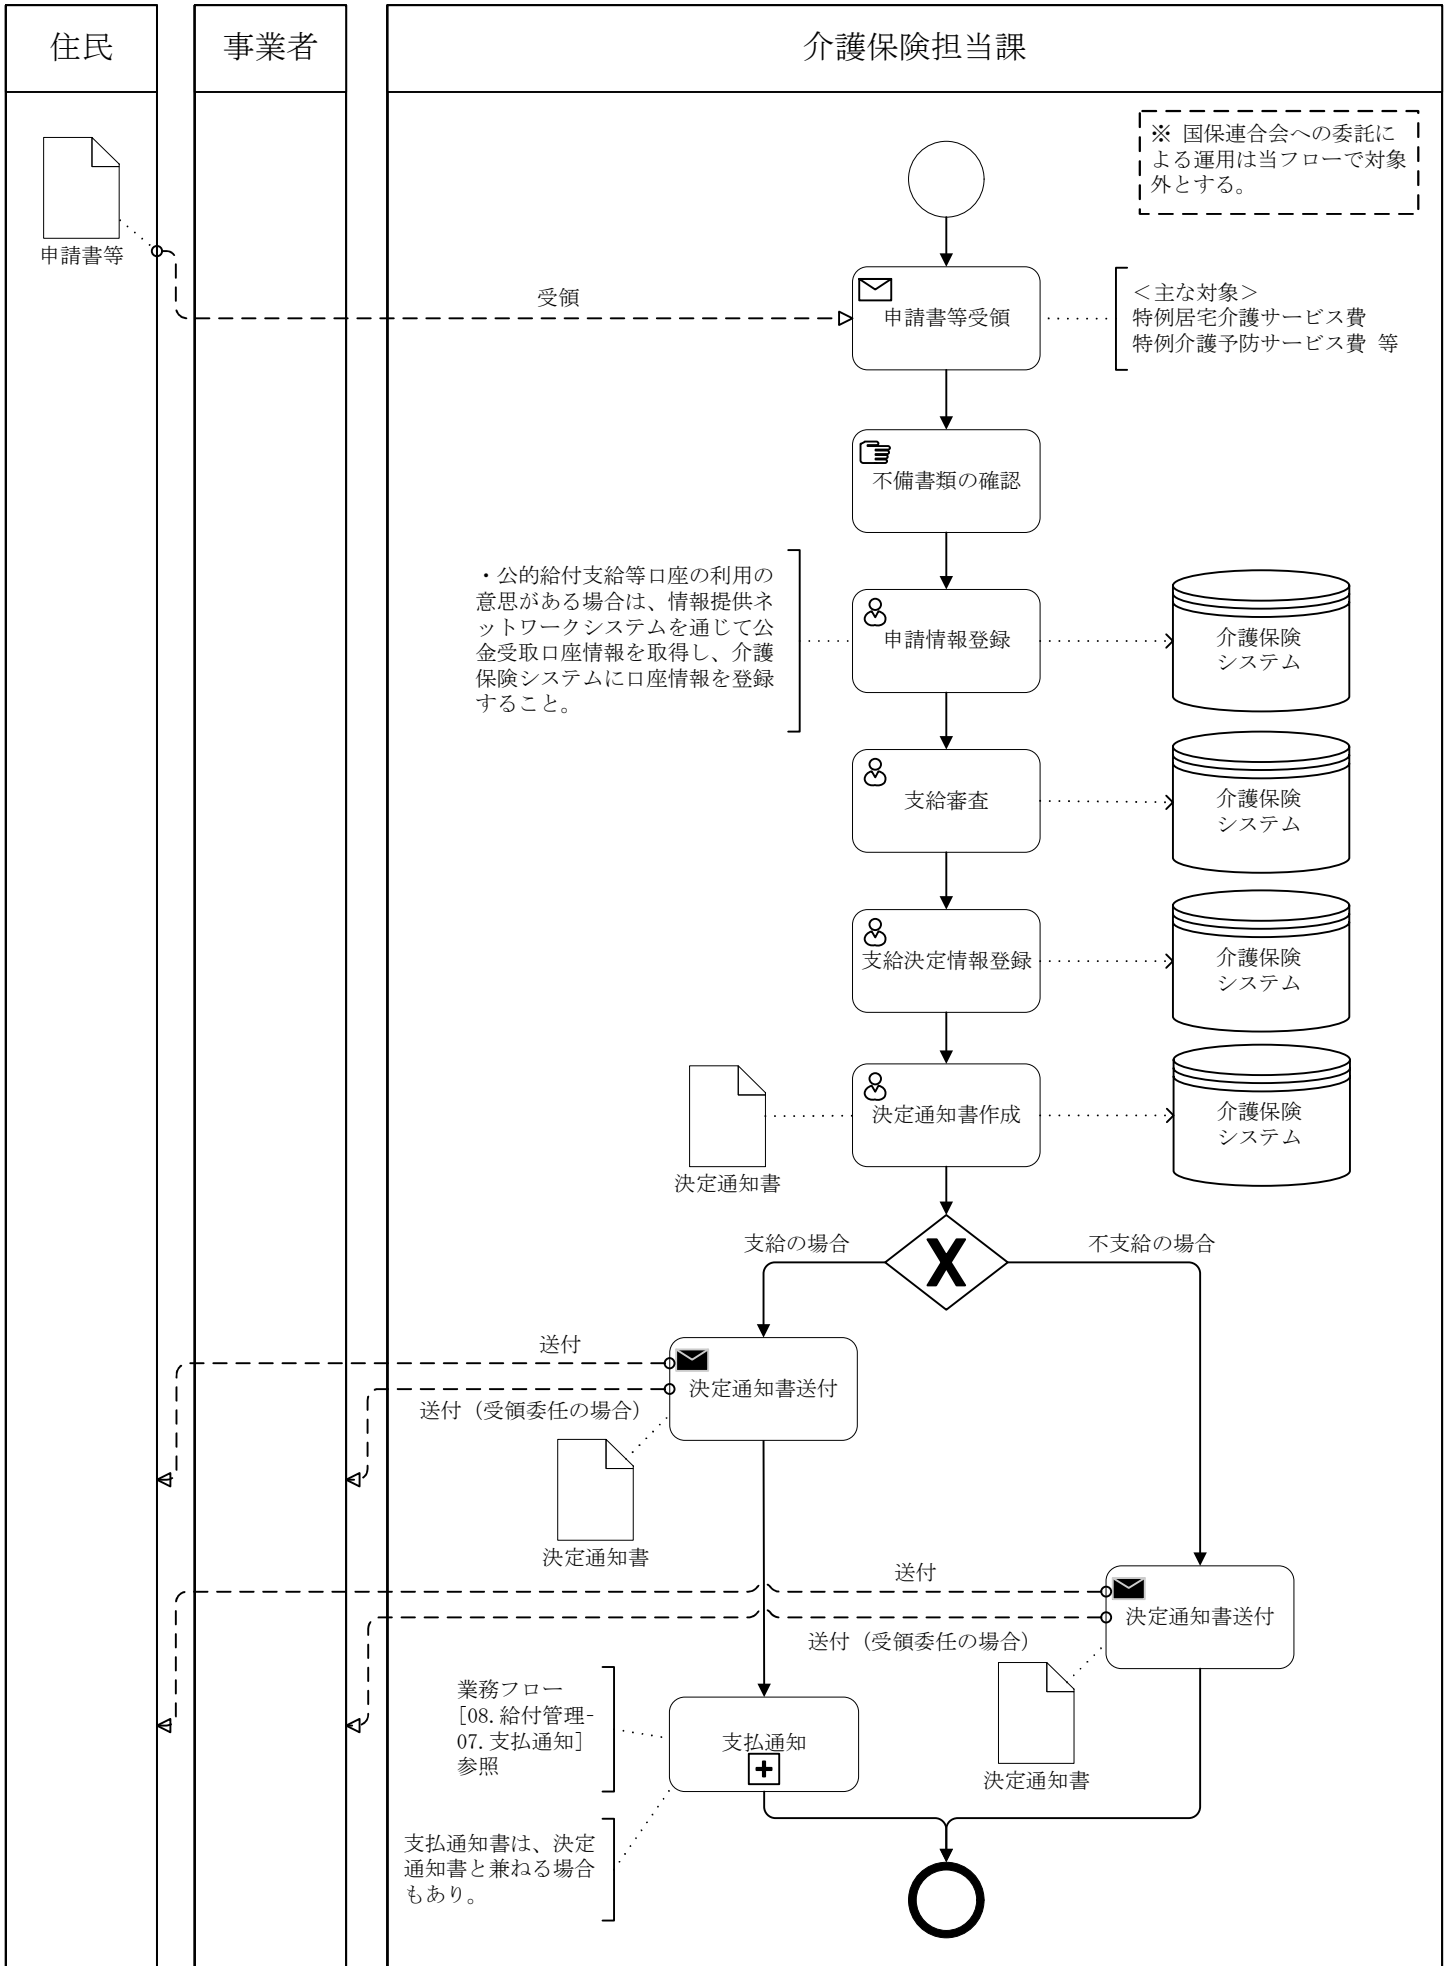 住民
事業者
介護保険担当課
※ 国保連合会への委託に
よる運用は当フローで対象
外とする。
申請書等
受領
申請書等受領
＜主な対象＞
特例居宅介護サービス費
特例介護予防サービス費 等
不備書類の確認
・公的給付支給等口座の利用の
意思がある場合は、情報提供ネ
ットワークシステムを通じて公
金受取口座情報を取得し、介護
保険システムに口座情報を登録
すること。
申請情報登録
介護保険
システム
支給審査
介護保険
システム
支給決定情報登録
介護保険
システム
決定通知書
決定通知書作成
介護保険
システム
支給の場合
不支給の場合
送付
決定通知書送付
送付（受領委任の場合）
決定通知書
送付
決定通知書送付
送付（受領委任の場合）
決定通知書
業務フロー
[08.給付管理-
07.支払通知]
参照
支払通知
支払通知書は、決定
通知書と兼ねる場合
もあり。